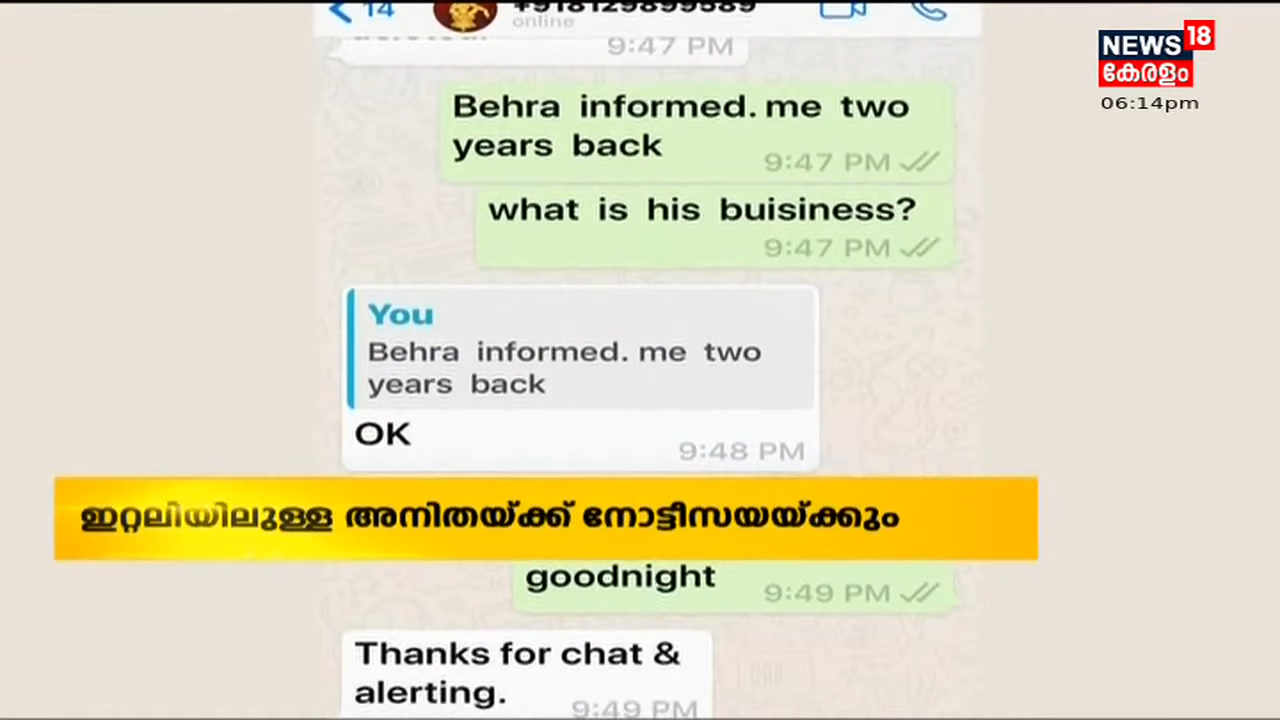 14
online
9:47 PM
NEWS 18
കേരളം
06:14pm
Behra informed. me two
years back
9:47 PM
what is his buisiness?
9:47 PM
You
Behra informed. me two
years back
OK
9:48 PM
ഇറ്റലിയിലുള്ള അനിതയ്ക്ക് നോട്ടീസയയ്ക്കും
goodnight
9:49 PM
Thanks for chat &
alerting.
9:49 PM